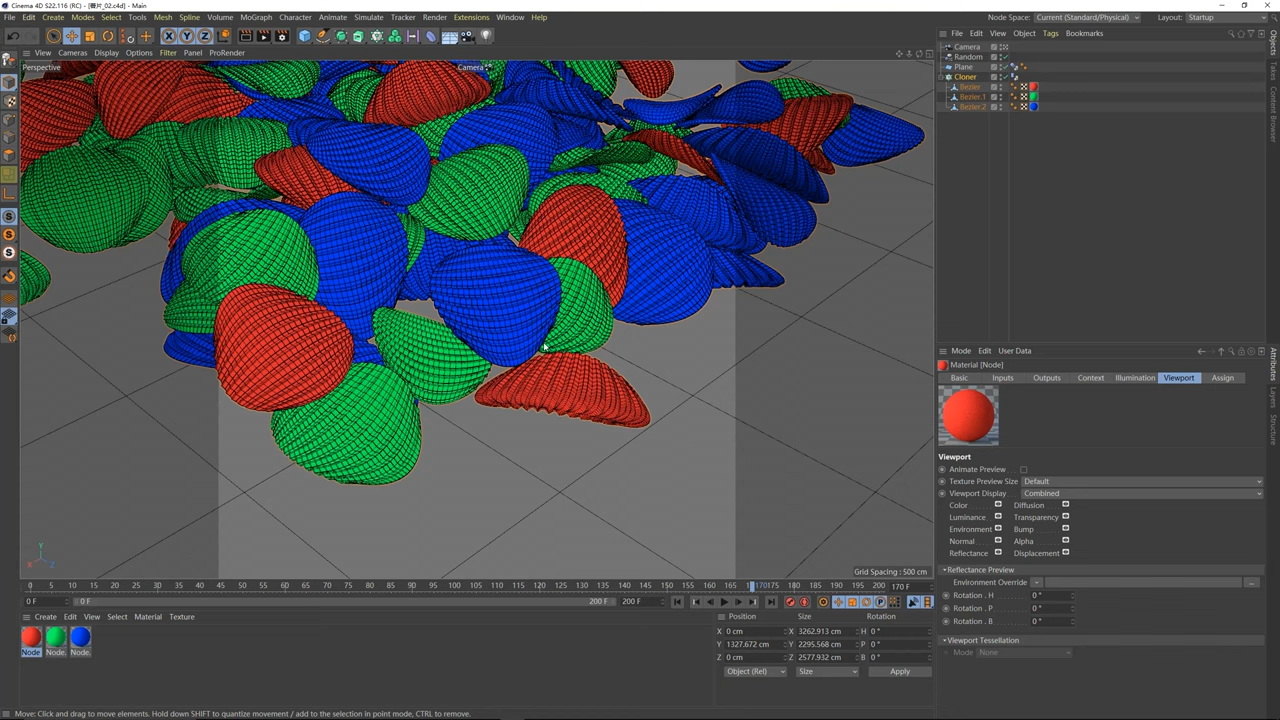 Cinema 4D S22.116 (RC) - [薯片_02.c4d] - Main
File Edit Create Modes Select Tools Mesh Spline Volume MoGraph Character Animate Simulate Tracker Render Extensions Window Help
Node Space: Current (Standard/Physical) Layout: Startup
View Cameras Display Options Filter Panel ProRender
File Edit View Object Tags Bookmarks
Perspective
Camera
Camera
Random
Plane
Cloner
Bezier
Bezier.1
Bezier.2
Objects
Takes
Content Browser
Mode Edit User Data
Material [Node]
Basic Inputs Outputs Context Illumination Viewport Assign
Attributes
Layers
Structure
Viewport
Animate Preview
Texture Preview Size Default
Viewport Display Combined
Color Diffusion
Luminance Transparency
Environment Bump
Normal Alpha
Reflectance Displacement
Reflectance Preview
Environment Override ...
Rotation . H 0 °
Rotation . P 0 °
Rotation . B 0 °
Viewport Tessellation
Mode None
Y
X Z
Grid Spacing : 500 cm
0 5 10 15 20 25 30 35 40 45 50 55 60 65 70 75 80 85 90 95 100 105 110 115 120 125 130 135 140 145 150 155 160 165 170 175 180 185 190 195 200 170 F
0 F 0 F 200 F 200 F
Create Edit View Select Material Texture
Node Node. Node.
Position Size Rotation
X 0 cm X 3262.913 cm H 0 °
Y 1327.672 cm Y 2295.568 cm P 0 °
Z 0 cm Z 2577.932 cm B 0 °
Object (Rel) Size Apply
Move: Click and drag to move elements. Hold down SHIFT to quantize movement / add to the selection in point mode, CTRL to remove.